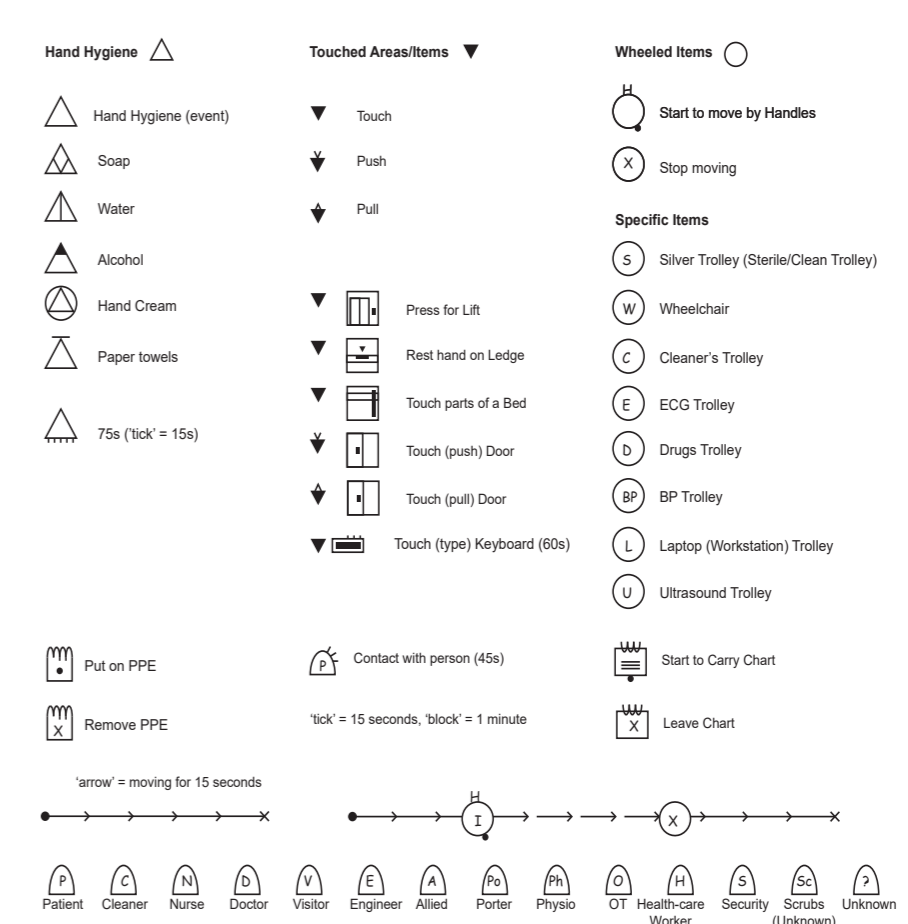 Hand Hygiene
Hand Hygiene (event)
Soap
Water
Alcohol
Hand Cream
Paper towels
75s ('tick' = 15s)
Touched Areas/Items
Touch
Push
Pull
Press for Lift
Rest hand on Ledge
Touch parts of a Bed
Touch (push) Door
Touch (pull) Door
Touch (type) Keyboard (60s)
Wheeled Items
H
Start to move by Handles
X Stop moving
Specific Items
S Silver Trolley (Sterile/Clean Trolley)
W Wheelchair
C Cleaner's Trolley
E ECG Trolley
D Drugs Trolley
BP BP Trolley
L Laptop (Workstation) Trolley
U Ultrasound Trolley
Put on PPE
X Remove PPE
P Contact with person (45s)
'tick' = 15 seconds, 'block' = 1 minute
Start to Carry Chart
X Leave Chart
'arrow' = moving for 15 seconds
H
I X
P C N D V E A Po Ph O H S Sc ?
Patient Cleaner Nurse Doctor Visitor Engineer Allied Porter Physio OT Health-care Security Scrubs Unknown
Worker (Unknown)